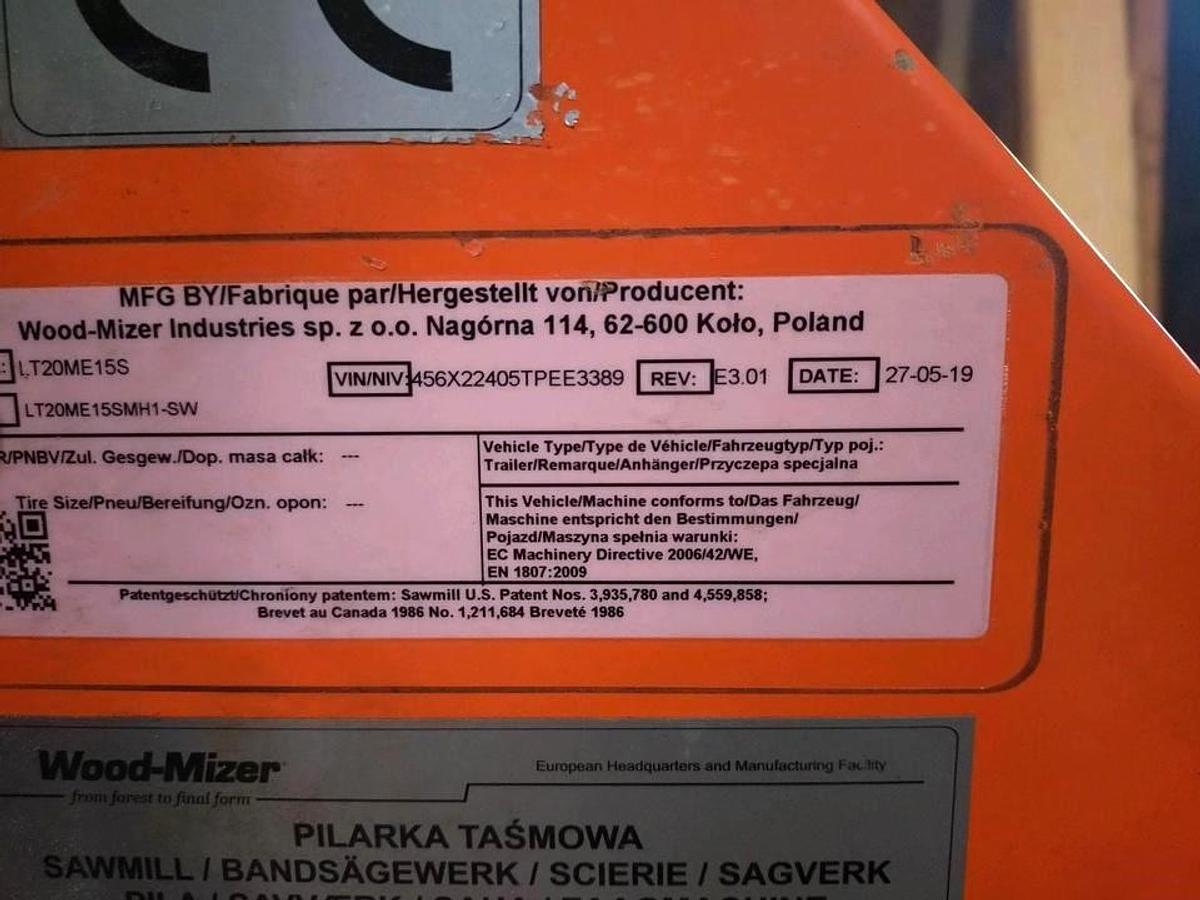 MFG BY/Fabrique par/Hergestellt von/Producent:
Wood-Mizer Industries sp. z o.o. Nagórna 114, 62-600 Koło, Poland
LT20ME15S VIN/NIV: 456X22405TPEE3389 REV: E3.01 DATE: 27-05-19
LT20ME15SMH1-SW
R/PNBV/Zul. Gesgew./Dop. masa całk: ---
Tire Size/Pneu/Bereifung/Ozn. opon: ---
Vehicle Type/Type de Véhicle/Fahrzeugtyp/Typ poj.:
Trailer/Remarque/Anhänger/Przyczepa specjalna
This Vehicle/Machine conforms to/Das Fahrzeug/
Maschine entspricht den Bestimmungen/
Pojazd/Maszyna spełnia warunki:
EC Machinery Directive 2006/42/WE,
EN 1807:2009
Patentgeschützt/Chroniony patentem: Sawmill U.S. Patent Nos. 3,935,780 and 4,559,858;
Brevet au Canada 1986 No. 1,211,684 Breveté 1986
Wood-Mizer
from forest to final form
European Headquarters and Manufacturing Facility
PILARKA TAŚMOWA
SAWMILL / BANDSÄGEWERK / SCIERIE / SAGVERK